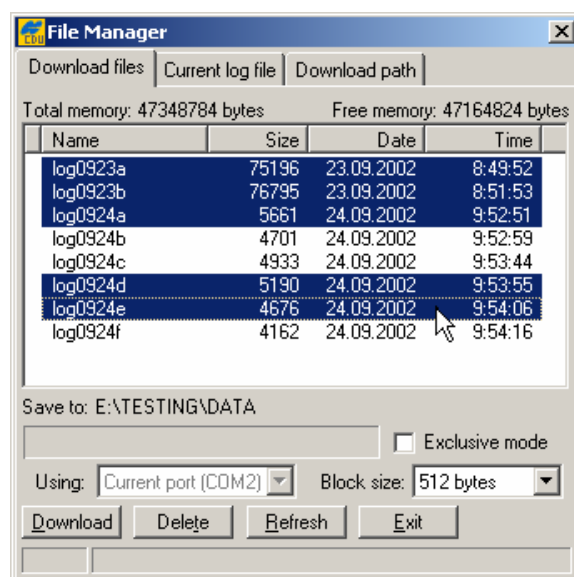 CDU File Manager
Download files Current log file Download path
Total memory: 47348784 bytes Free memory: 47164824 bytes
Name Size Date Time
log0923a 75196 23.09.2002 8:49:52
log0923b 76795 23.09.2002 8:51:53
log0924a 5661 24.09.2002 9:52:51
log0924b 4701 24.09.2002 9:52:59
log0924c 4933 24.09.2002 9:53:44
log0924d 5190 24.09.2002 9:53:55
log0924e 4676 24.09.2002 9:54:06
log0924f 4162 24.09.2002 9:54:16
Save to: E:\TESTING\DATA
Exclusive mode
Using: Current port (COM2) Block size: 512 bytes
Download Delete Refresh Exit